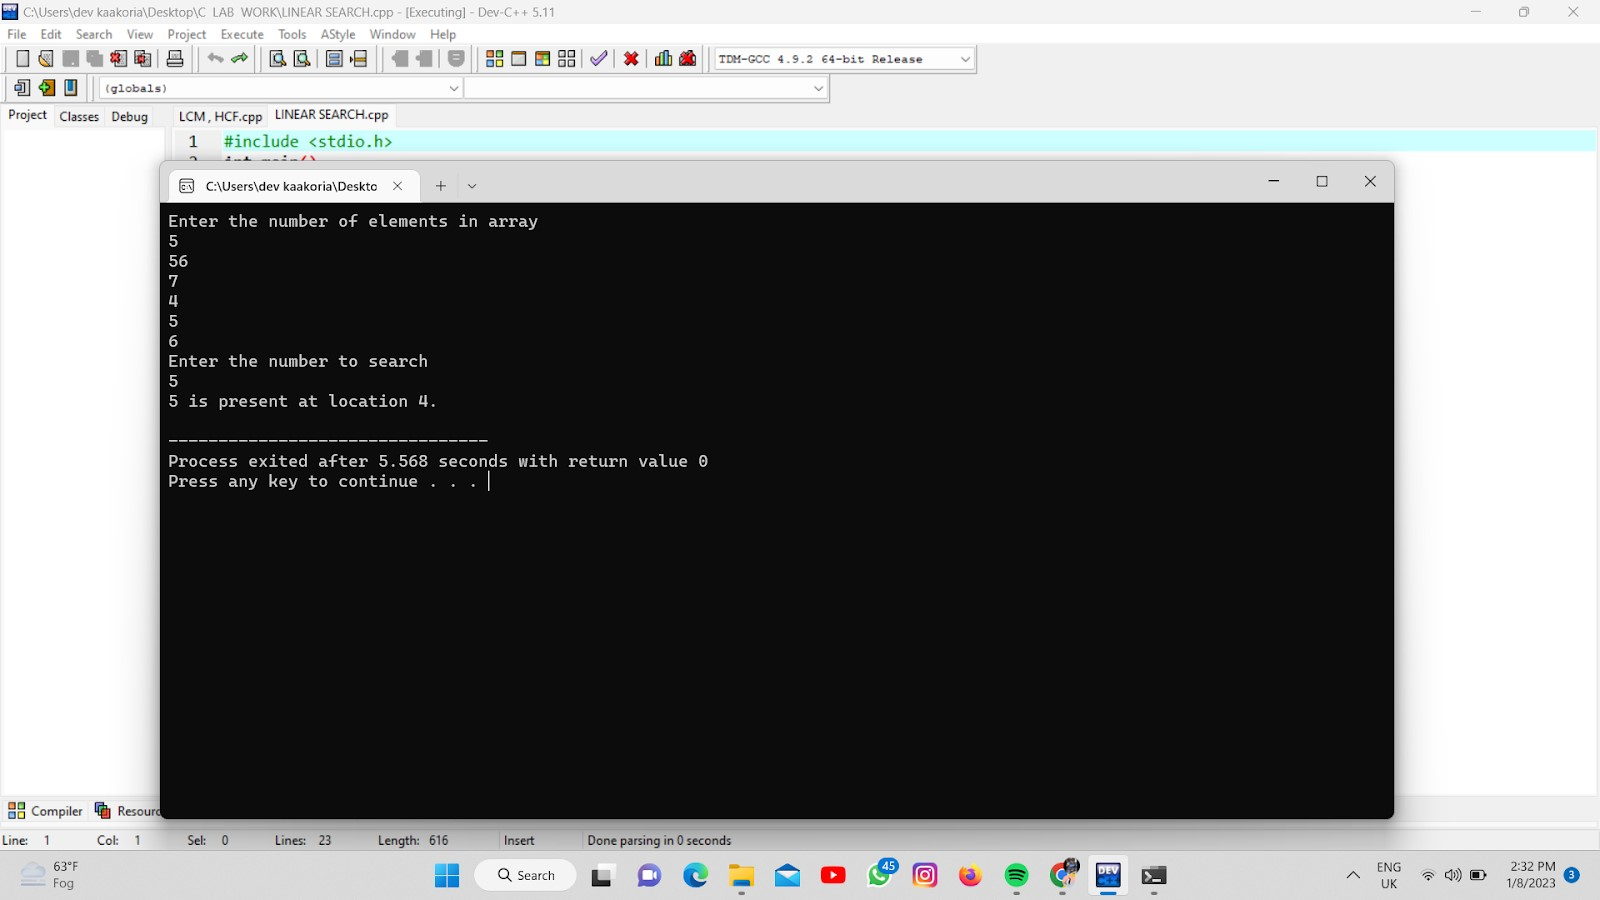 C:\Users\dev kaakoria\Desktop\C LAB WORK\LINEAR SEARCH.cpp - [Executing] - Dev-C++ 5.11
File Edit Search View Project Execute Tools AStyle Window Help
TDM-GCC 4.9.2 64-bit Release
(globals)
Project Classes Debug LCM , HCF.cpp LINEAR SEARCH.cpp
1 #include <stdio.h>
C:\Users\dev kaakoria\Deskto
Enter the number of elements in array
5
56
7
4
5
6
Enter the number to search
5
5 is present at location 4.
--------------------------------
Process exited after 5.568 seconds with return value 0
Press any key to continue . . .
Compiler Resourc
Line: 1 Col: 1 Sel: 0 Lines: 23 Length: 616 Insert Done parsing in 0 seconds
63°F
Fog
Search
45
DEV
ENG
UK
2:32 PM
1/8/2023
3